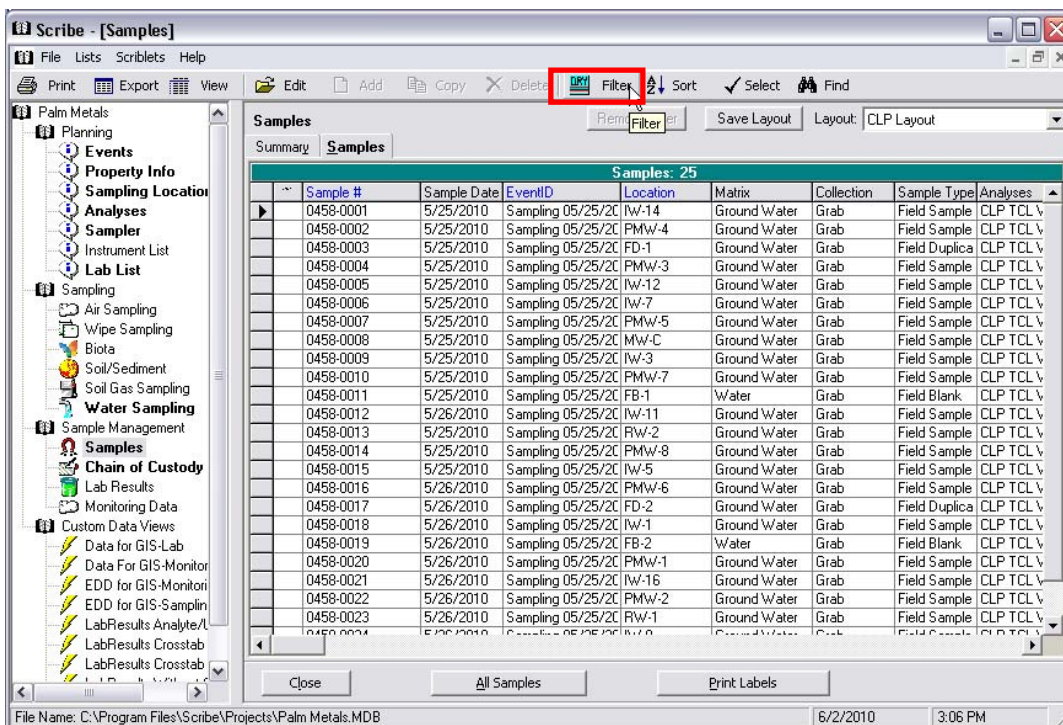 Scribe - [Samples]
File Lists Scriblets Help
Print Export View Edit Add Copy Delete QRY Filter Sort Select Find
Palm Metals
Planning
Events
Property Info
Sampling Location
Analyses
Sampler
Instrument List
Lab List
Sampling
Air Sampling
Wipe Sampling
Biota
Soil/Sediment
Soil Gas Sampling
Water Sampling
Sample Management
Samples
Chain of Custody
Lab Results
Monitoring Data
Custom Data Views
Data for GIS-Lab
Data For GIS-Monitor
EDD for GIS-Monitori
EDD for GIS-Samplin
LabResults Analyte/L
LabResults Crosstab
LabResults Crosstab
Samples Filter Save Layout Layout: CLP Layout
Summary Samples
Samples: 25
Sample # Sample Date EventID Location Matrix Collection Sample Type Analyses
0458-0001 5/25/2010 Sampling 05/25/20 IW-14 Ground Water Grab Field Sample CLP TCL V
0458-0002 5/25/2010 Sampling 05/25/20 PMW-4 Ground Water Grab Field Sample CLP TCL V
0458-0003 5/25/2010 Sampling 05/25/20 FD-1 Ground Water Grab Field Duplica CLP TCL V
0458-0004 5/25/2010 Sampling 05/25/20 PMW-3 Ground Water Grab Field Sample CLP TCL V
0458-0005 5/25/2010 Sampling 05/25/20 IW-12 Ground Water Grab Field Sample CLP TCL V
0458-0006 5/25/2010 Sampling 05/25/20 IW-7 Ground Water Grab Field Sample CLP TCL V
0458-0007 5/25/2010 Sampling 05/25/20 PMW-5 Ground Water Grab Field Sample CLP TCL V
0458-0008 5/25/2010 Sampling 05/25/20 MW-C Ground Water Grab Field Sample CLP TCL V
0458-0009 5/25/2010 Sampling 05/25/20 IW-3 Ground Water Grab Field Sample CLP TCL V
0458-0010 5/25/2010 Sampling 05/25/20 PMW-7 Ground Water Grab Field Sample CLP TCL V
0458-0011 5/25/2010 Sampling 05/25/20 FB-1 Water Grab Field Blank CLP TCL V
0458-0012 5/26/2010 Sampling 05/25/20 IW-11 Ground Water Grab Field Sample CLP TCL V
0458-0013 5/25/2010 Sampling 05/25/20 RW-2 Ground Water Grab Field Sample CLP TCL V
0458-0014 5/25/2010 Sampling 05/25/20 PMW-8 Ground Water Grab Field Sample CLP TCL V
0458-0015 5/25/2010 Sampling 05/25/20 IW-5 Ground Water Grab Field Sample CLP TCL V
0458-0016 5/26/2010 Sampling 05/25/20 PMW-6 Ground Water Grab Field Sample CLP TCL V
0458-0017 5/26/2010 Sampling 05/25/20 FD-2 Ground Water Grab Field Duplica CLP TCL V
0458-0018 5/26/2010 Sampling 05/25/20 IW-1 Ground Water Grab Field Sample CLP TCL V
0458-0019 5/26/2010 Sampling 05/25/20 FB-2 Water Grab Field Blank CLP TCL V
0458-0020 5/26/2010 Sampling 05/25/20 PMW-1 Ground Water Grab Field Sample CLP TCL V
0458-0021 5/26/2010 Sampling 05/25/20 IW-16 Ground Water Grab Field Sample CLP TCL V
0458-0022 5/26/2010 Sampling 05/25/20 PMW-2 Ground Water Grab Field Sample CLP TCL V
0458-0023 5/26/2010 Sampling 05/25/20 RW-1 Ground Water Grab Field Sample CLP TCL V
Close All Samples Print Labels
File Name: C:\Program Files\Scribe\Projects\Palm Metals.MDB 6/2/2010 3:06 PM